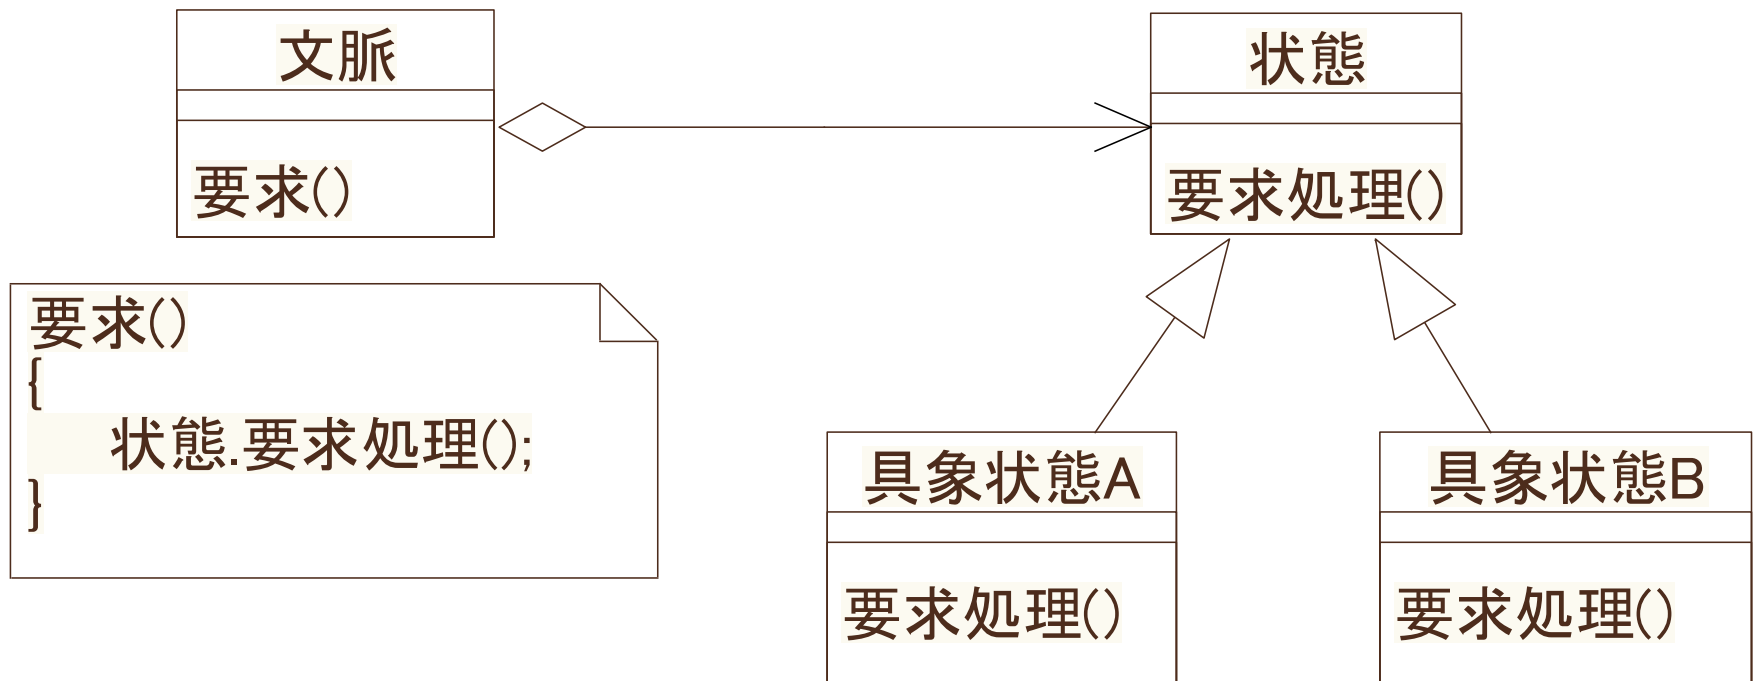 文脈
要求()
状態
要求処理()
要求()
{
状態.要求処理();
}
具象状態A
要求処理()
具象状態B
要求処理()